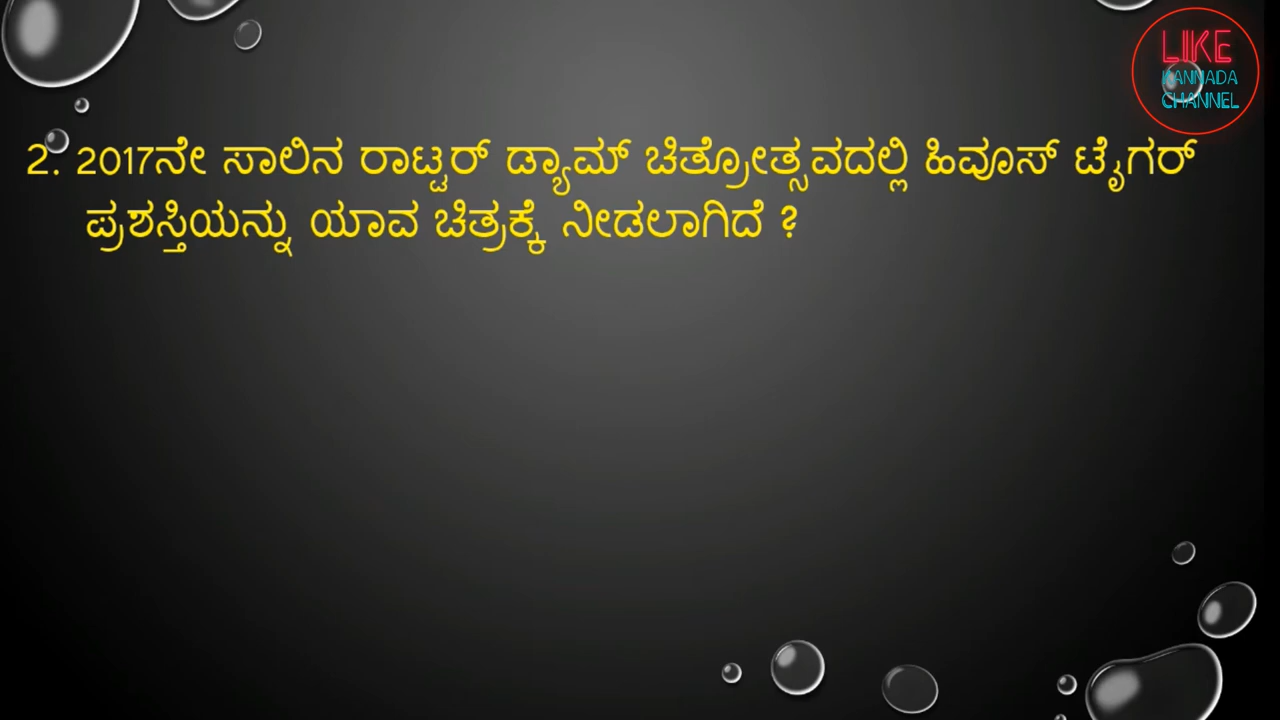 LIKE
KANNADA
CHANNEL
2. 2017ನೇ ಸಾಲಿನ ರಾಟ್ಟರ್ ಡ್ಯಾಮ್ ಚಿತ್ರೋತ್ಸವದಲ್ಲಿ ಹಿವೂಸ್ ಟೈಗರ್
ಪ್ರಶಸ್ತಿಯನ್ನು ಯಾವ ಚಿತ್ರಕ್ಕೆ ನೀಡಲಾಗಿದೆ ?